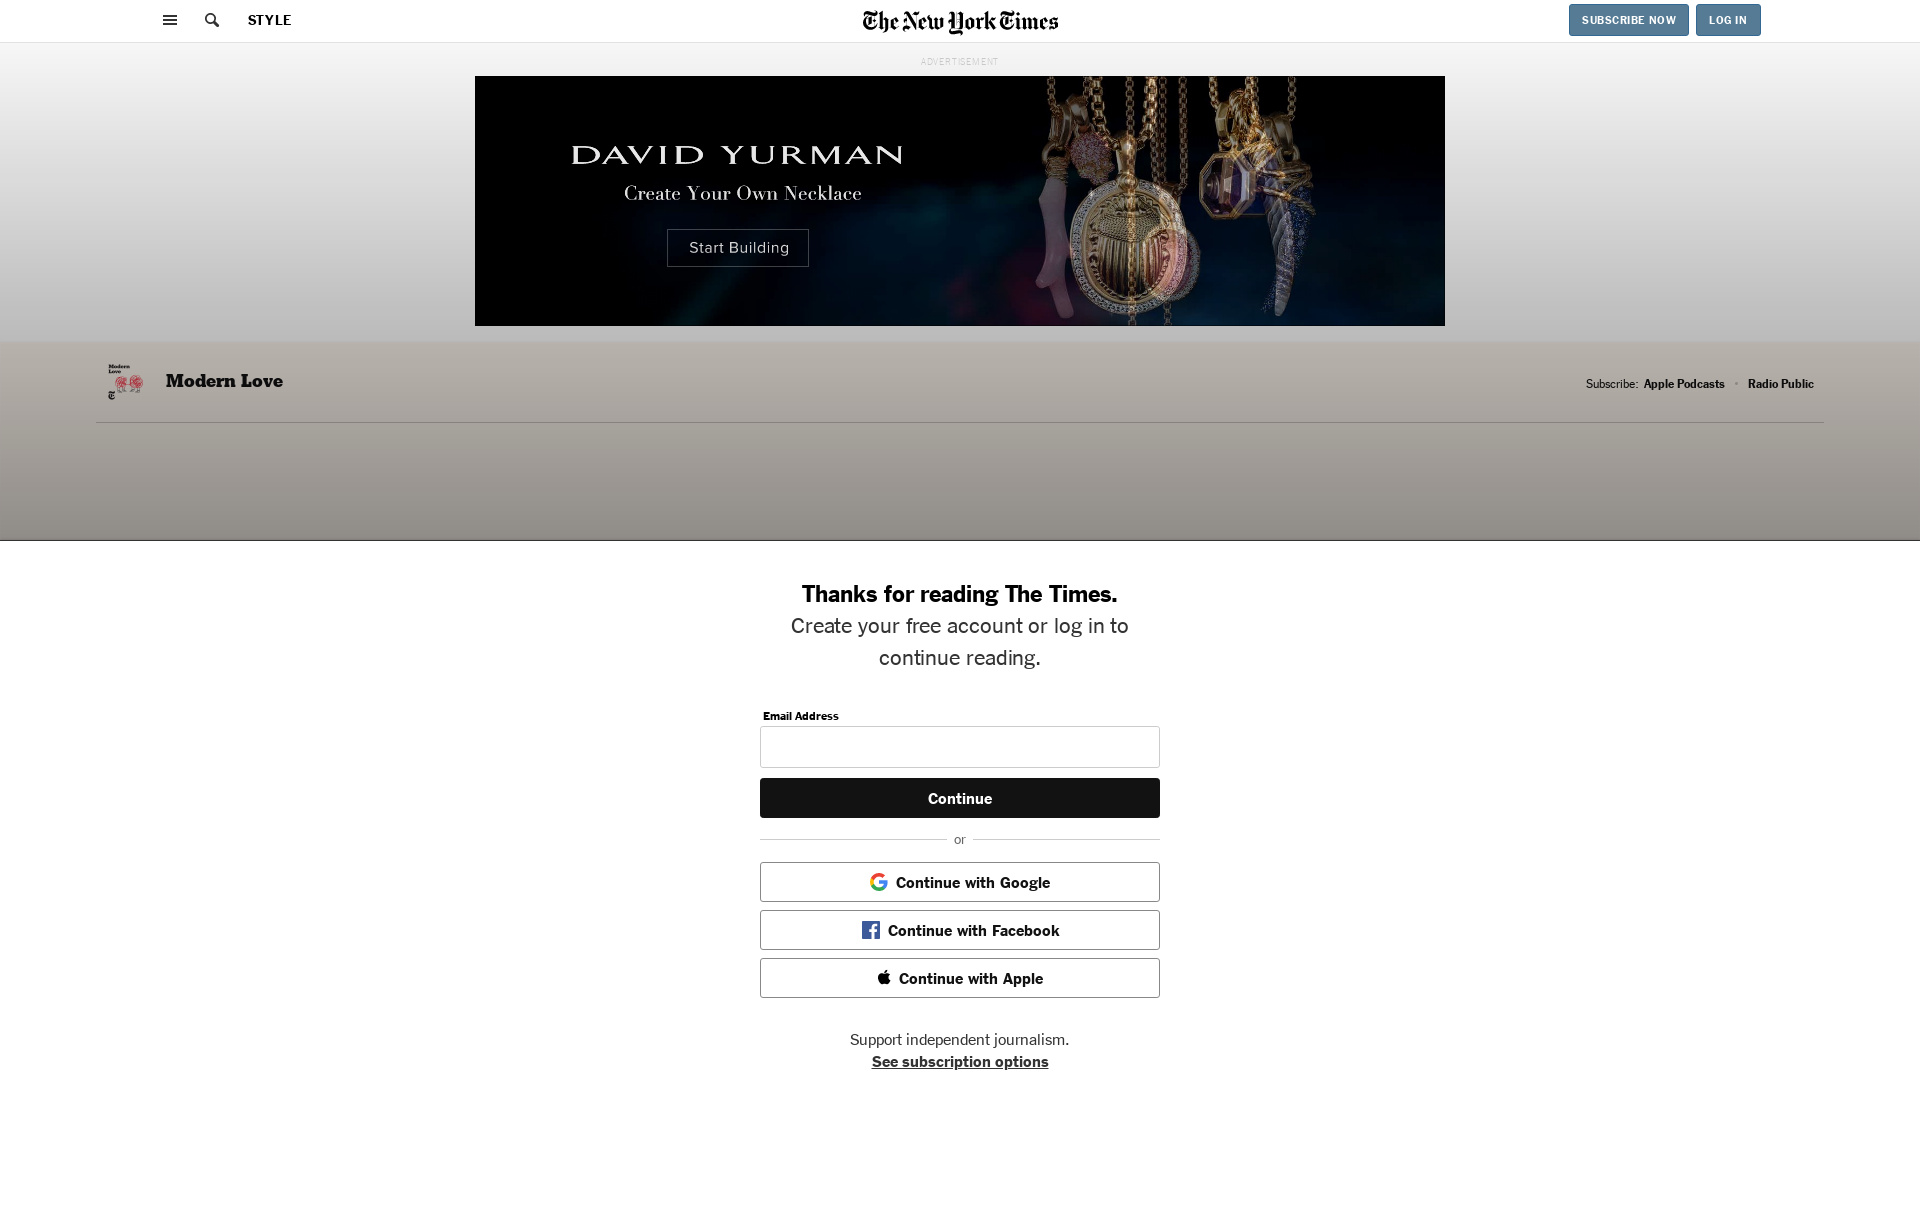 STYLE
The New York Times
SUBSCRIBE NOW
LOG IN
ADVERTISEMENT
DAVID YURMAN
Create Your Own Necklace
Start Building
Modern
Love
Modern Love
Subscribe: Apple Podcasts • Radio Public
Thanks for reading The Times.
Create your free account or log in to
continue reading.
Email Address
Continue
or
Continue with Google
Continue with Facebook
Continue with Apple
Support independent journalism.
See subscription options